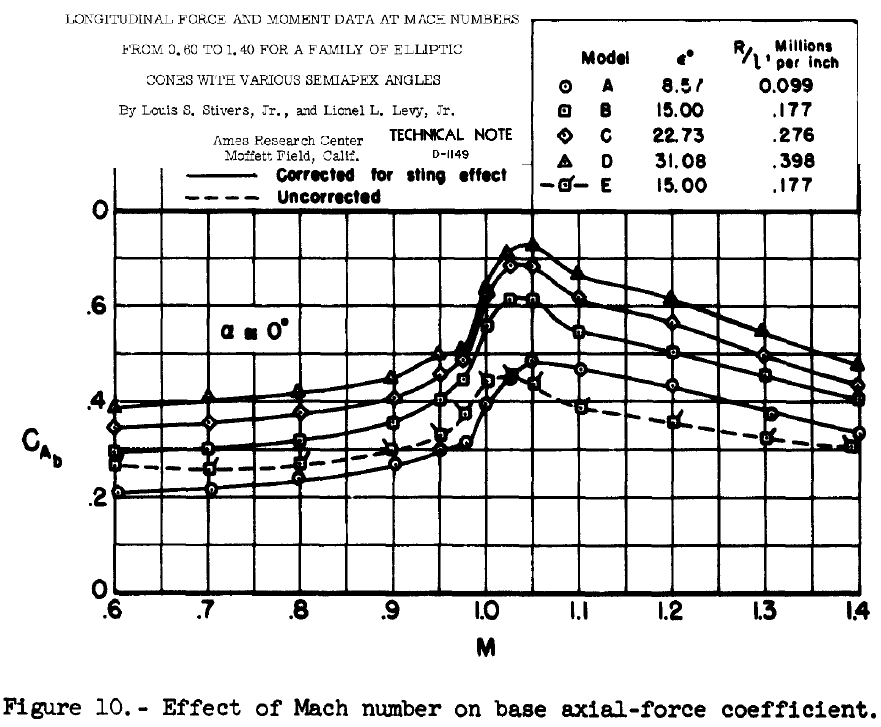 LONGITUDINAL FORCE AND MOMENT DATA AT MACH NUMBERS
FROM 0.60 TO 1.40 FOR A FAMILY OF ELLIPTIC
CONES WITH VARIOUS SEMIAPEX ANGLES
By Louis S. Stivers, Jr., and Lionel L. Levy, Jr.
Ames Research Center
Moffett Field, Calif.
TECHNICAL NOTE
D-1149
Corrected for sting effect
Uncorrected
Model ϵ° R/l, Millions per inch
A 8.57 0.099
B 15.00 .177
C 22.73 .276
D 31.08 .398
E 15.00 .177
0
.6
.4
.2
0
α ≅ 0°
C_Ab
.6 .7 .8 .9 1.0 1.1 1.2 1.3 1.4
M
Figure 10.- Effect of Mach number on base axial-force coefficient.